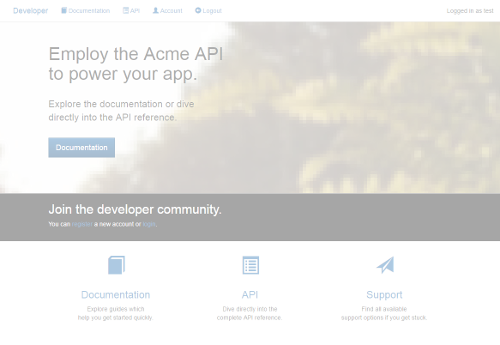 Developer Documentation API Account Logout Logged in as test
Employ the Acme API
to power your app.
Explore the documentation or dive
directly into the API reference.
Documentation
Join the developer community.
You can register a new account or login.
Documentation API Support
Explore guides which
help you get started quickly.
Dive directly into the
complete API reference.
Find all available
support options if you get stuck.